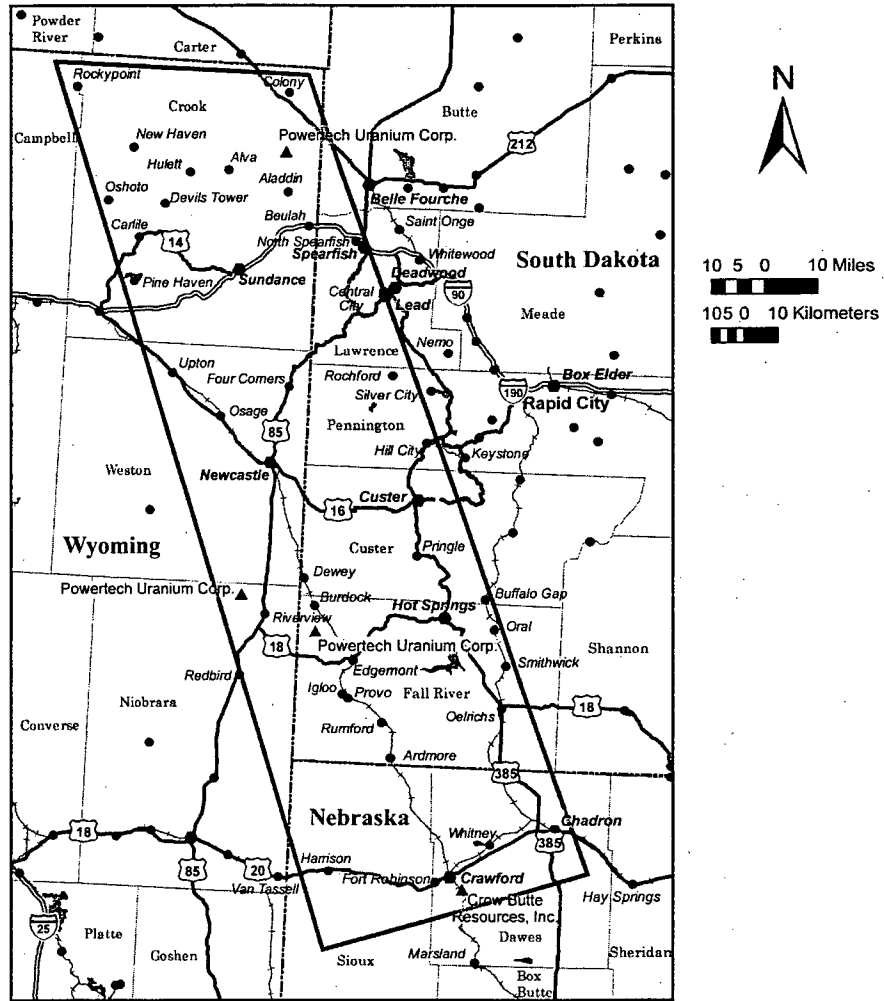 Powder
River
Carter
Perkins
N
Rockypoint
Colony
Butte
Crook
Campbell
New Haven
Powertech Uranium Corp.
212
Hulett
Alva
Oshoto
Devils Tower
Aladdin
Belle Fourche
Beulah
Saint Onge
Carlile
14
North Spearfish
Spearfish
Whitewood
South Dakota
Sundance
Deadwood
Pine Haven
Central
City
Lead
90
Meade
10 5 0 10 Miles
105 0 10 Kilometers
Lawrence
Nemo
Upton
Four Corners
Rochford
Box Elder
Silver City
190
Rapid City
Osage
85
Pennington
Hill City
Keystone
Weston
Newcastle
16
Custer
Wyoming
Custer
Pringle
Dewey
Powertech Uranium Corp.
Burdock
Buffalo Gap
Riverview
Hot Springs
Oral
18
Powertech Uranium Corp.
Shannon
Edgemont
Smithwick
Redbird
Igloo
Provo
Fall River
Niobrara
Oelrichs
18
Converse
Rumford
Ardmore
385
Nebraska
Chadron
18
Whitney
385
Harrison
85
20
Van Tassell
Fort Robinson
Crawford
Hay Springs
Crow Butte
Resources, Inc.
25
Platte
Goshen
Sioux
Marsland
Dawes
Sheridan
Box
Butte